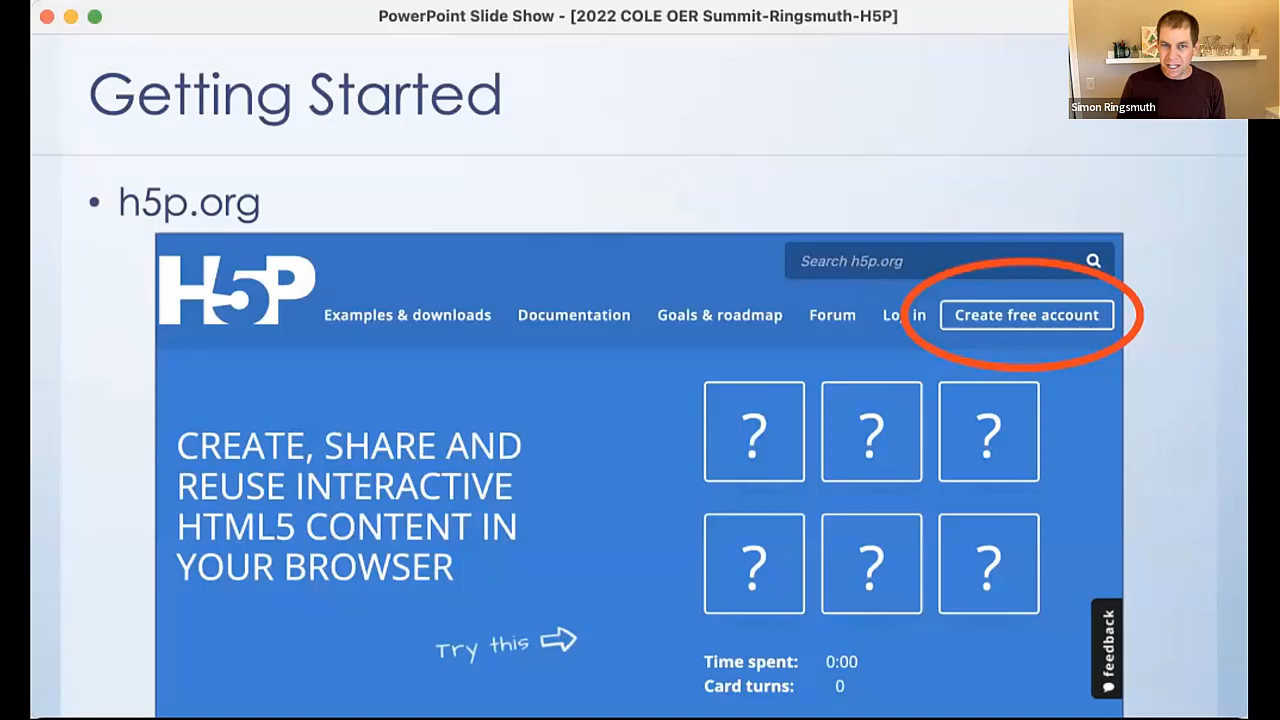 PowerPoint Slide Show - [2022 COLE OER Summit-Ringsmuth-H5P]
Simon Ringsmuth
Getting Started
• h5p.org
H5P
Search h5p.org
Examples & downloads Documentation Goals & roadmap Forum Log in Create free account
CREATE, SHARE AND
REUSE INTERACTIVE
HTML5 CONTENT IN
YOUR BROWSER
? ? ?
? ? ?
Try this
Time spent: 0:00
Card turns: 0
feedback